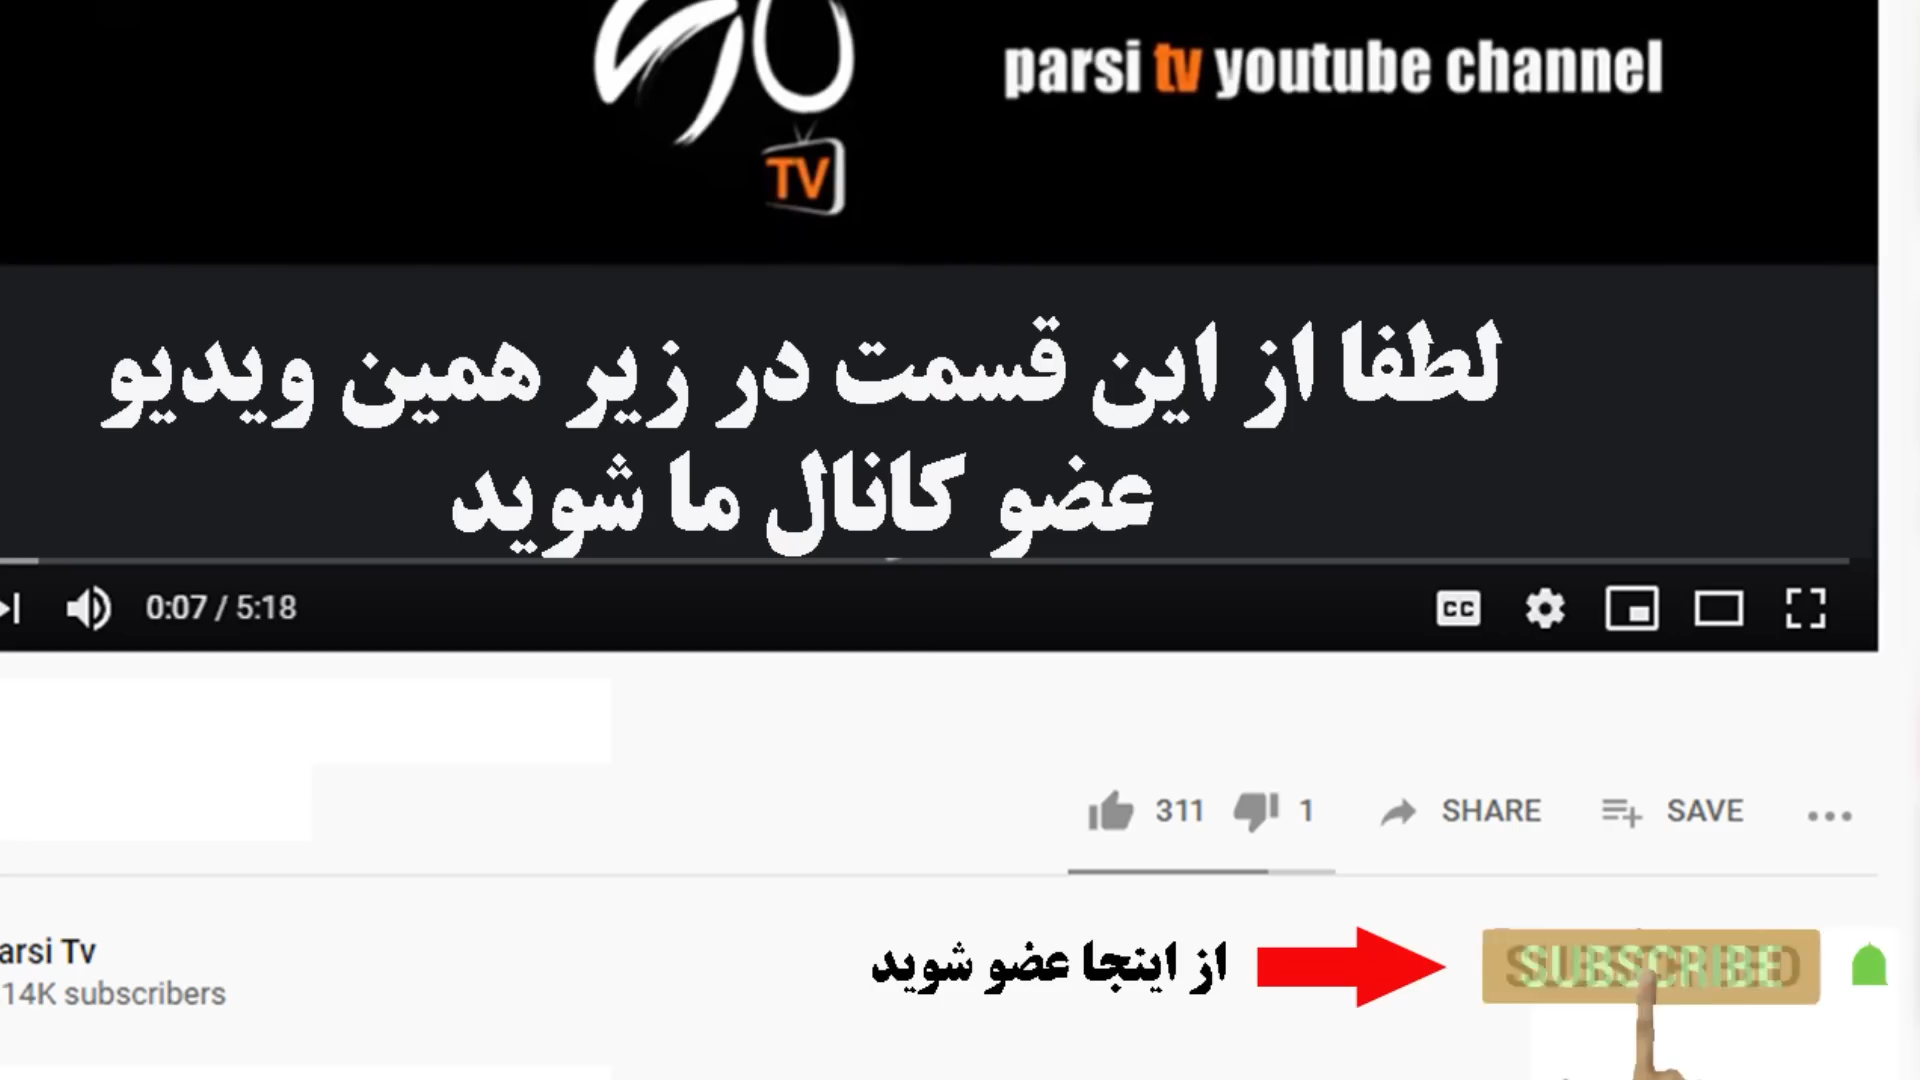 parsi tv youtube channel
TV
لطفا از این قسمت در زیر همین ویدیو
عضو کانال ما شوید
0:07 / 5:18
CC
311
1
SHARE
SAVE
arsi Tv
14K subscribers
از اینجا عضو شوید
SUBSCRIBE